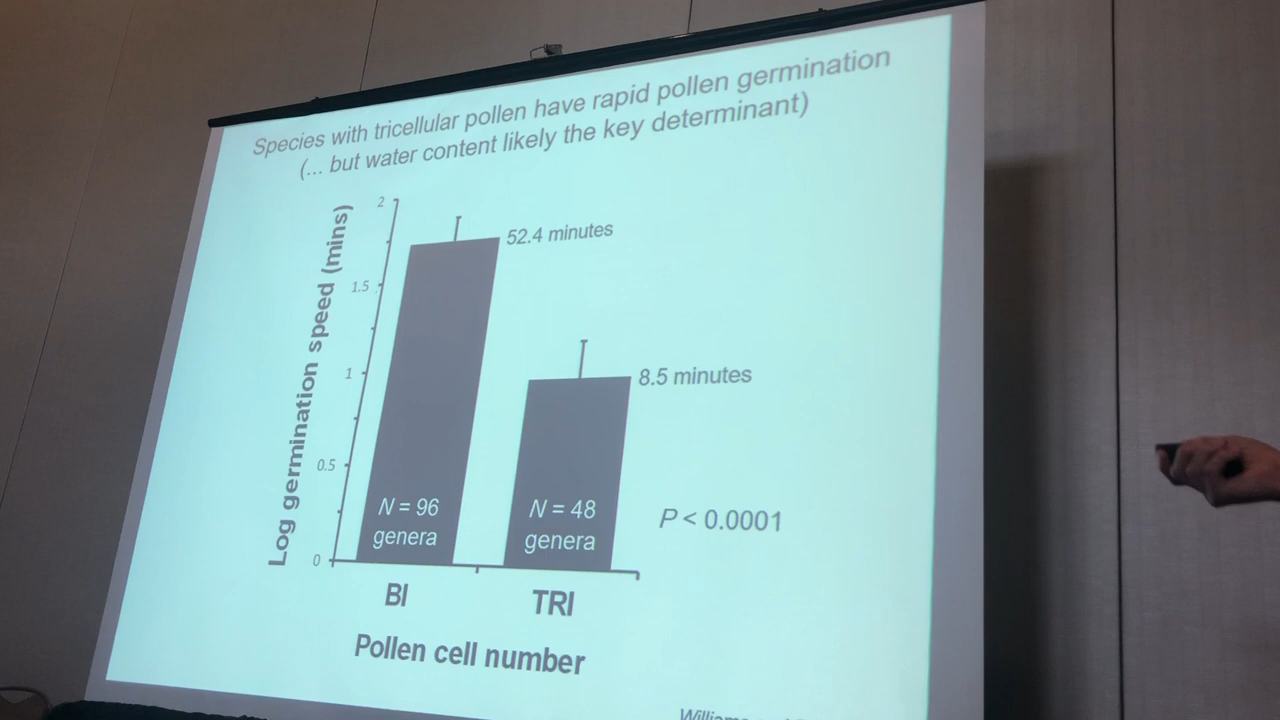 Species with tricellular pollen have rapid pollen germination
(... but water content likely the key determinant)
Log germination speed (mins)
2
1.5
1
0.5
0
52.4 minutes
8.5 minutes
N = 96
genera
N = 48
genera
P < 0.0001
BI
TRI
Pollen cell number